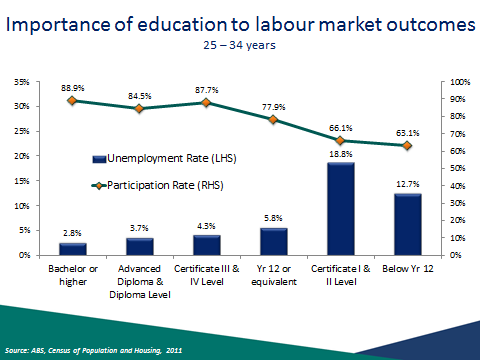 Importance of education to labour market outcomes
25 – 34 years
35%
30%
25%
20%
15%
10%
5%
0%
100%
90%
80%
70%
60%
50%
40%
30%
20%
10%
0%
88.9%
84.5%
87.7%
77.9%
66.1%
63.1%
Unemployment Rate (LHS)
Participation Rate (RHS)
2.8%
3.7%
4.3%
5.8%
18.8%
12.7%
Bachelor or
higher
Advanced
Diploma &
Diploma Level
Certificate III &
IV Level
Yr 12 or
equivalent
Certificate I &
II Level
Below Yr 12
Source: ABS, Census of Population and Housing, 2011